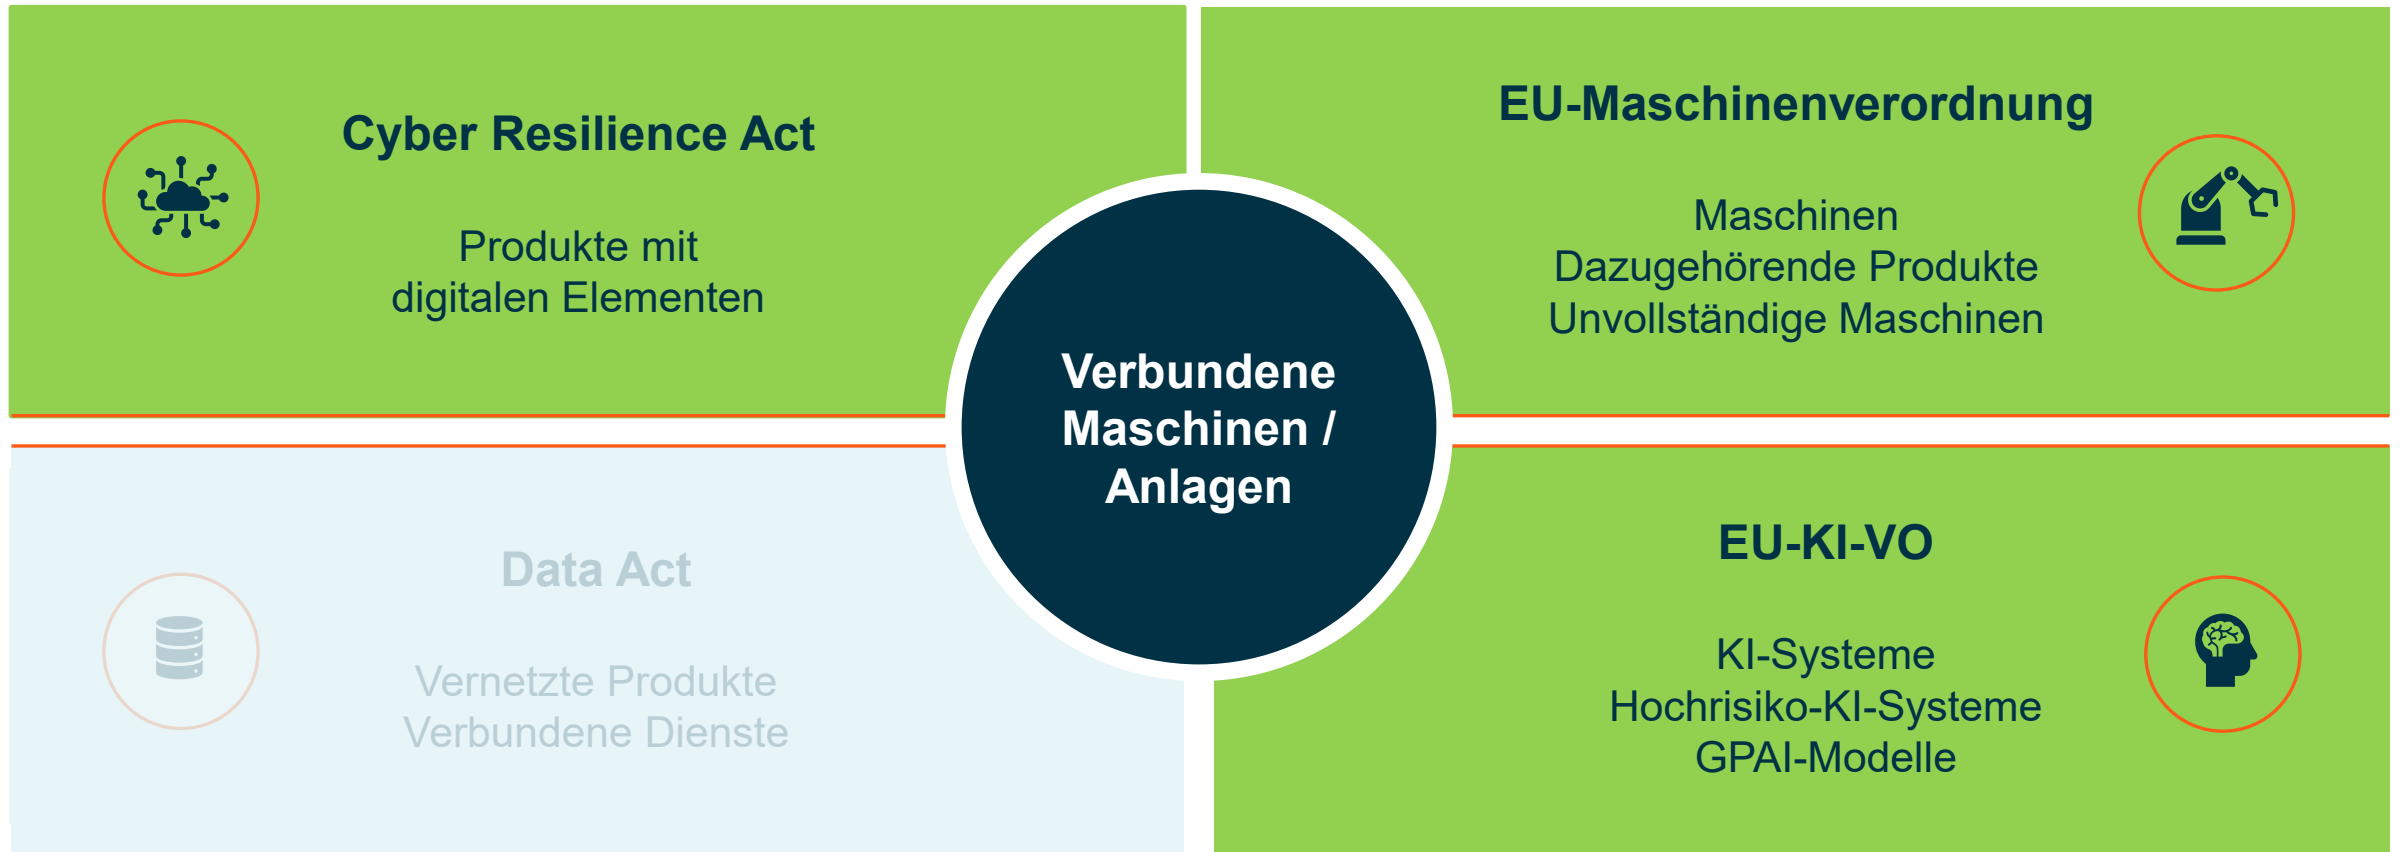 Cyber Resilience Act
Produkte mit
digitalen Elementen
EU-Maschinenverordnung
Maschinen
Dazugehörende Produkte
Unvollständige Maschinen
Verbundene
Maschinen /
Anlagen
Data Act
Vernetzte Produkte
Verbundene Dienste
EU-KI-VO
KI-Systeme
Hochrisiko-KI-Systeme
GPAI-Modelle